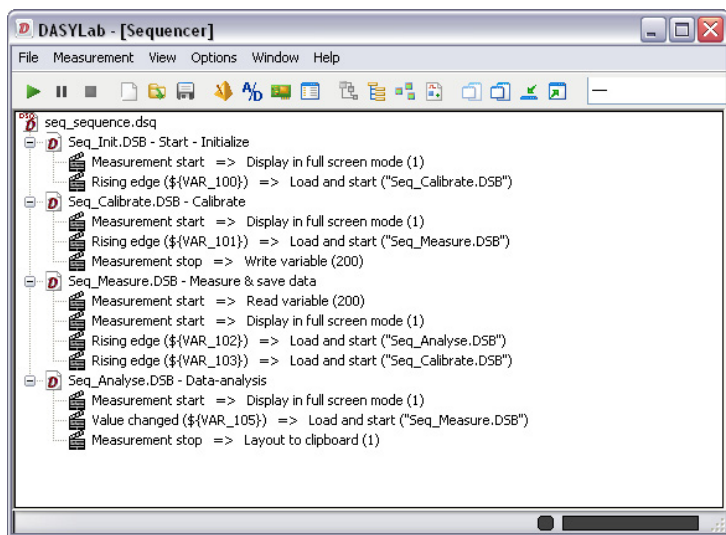 DASYLab - [Sequencer]
File Measurement View Options Window Help
A/D
seq_sequence.dsq
Seq_Init.DSB - Start - Initialize
Measurement start => Display in full screen mode (1)
Rising edge (${VAR_100}) => Load and start ("Seq_Calibrate.DSB")
Seq_Calibrate.DSB - Calibrate
Measurement start => Display in full screen mode (1)
Rising edge (${VAR_101}) => Load and start ("Seq_Measure.DSB")
Measurement stop => Write variable (200)
Seq_Measure.DSB - Measure & save data
Measurement start => Read variable (200)
Measurement start => Display in full screen mode (1)
Rising edge (${VAR_102}) => Load and start ("Seq_Analyse.DSB")
Rising edge (${VAR_103}) => Load and start ("Seq_Calibrate.DSB")
Seq_Analyse.DSB - Data-analysis
Measurement start => Display in full screen mode (1)
Value changed (${VAR_105}) => Load and start ("Seq_Measure.DSB")
Measurement stop => Layout to clipboard (1)